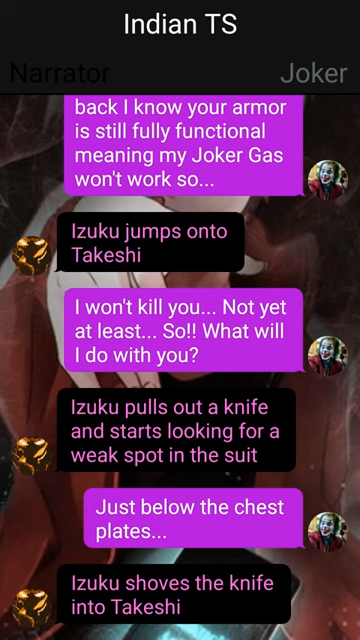 Indian TS
Narrator
Joker
back I know your armor
is still fully functional
meaning my Joker Gas
won't work so...
Izuku jumps onto
Takeshi
I won't kill you... Not yet
at least... So!! What will
I do with you?
Izuku pulls out a knife
and starts looking for a
weak spot in the suit
Just below the chest
plates...
Izuku shoves the knife
into Takeshi